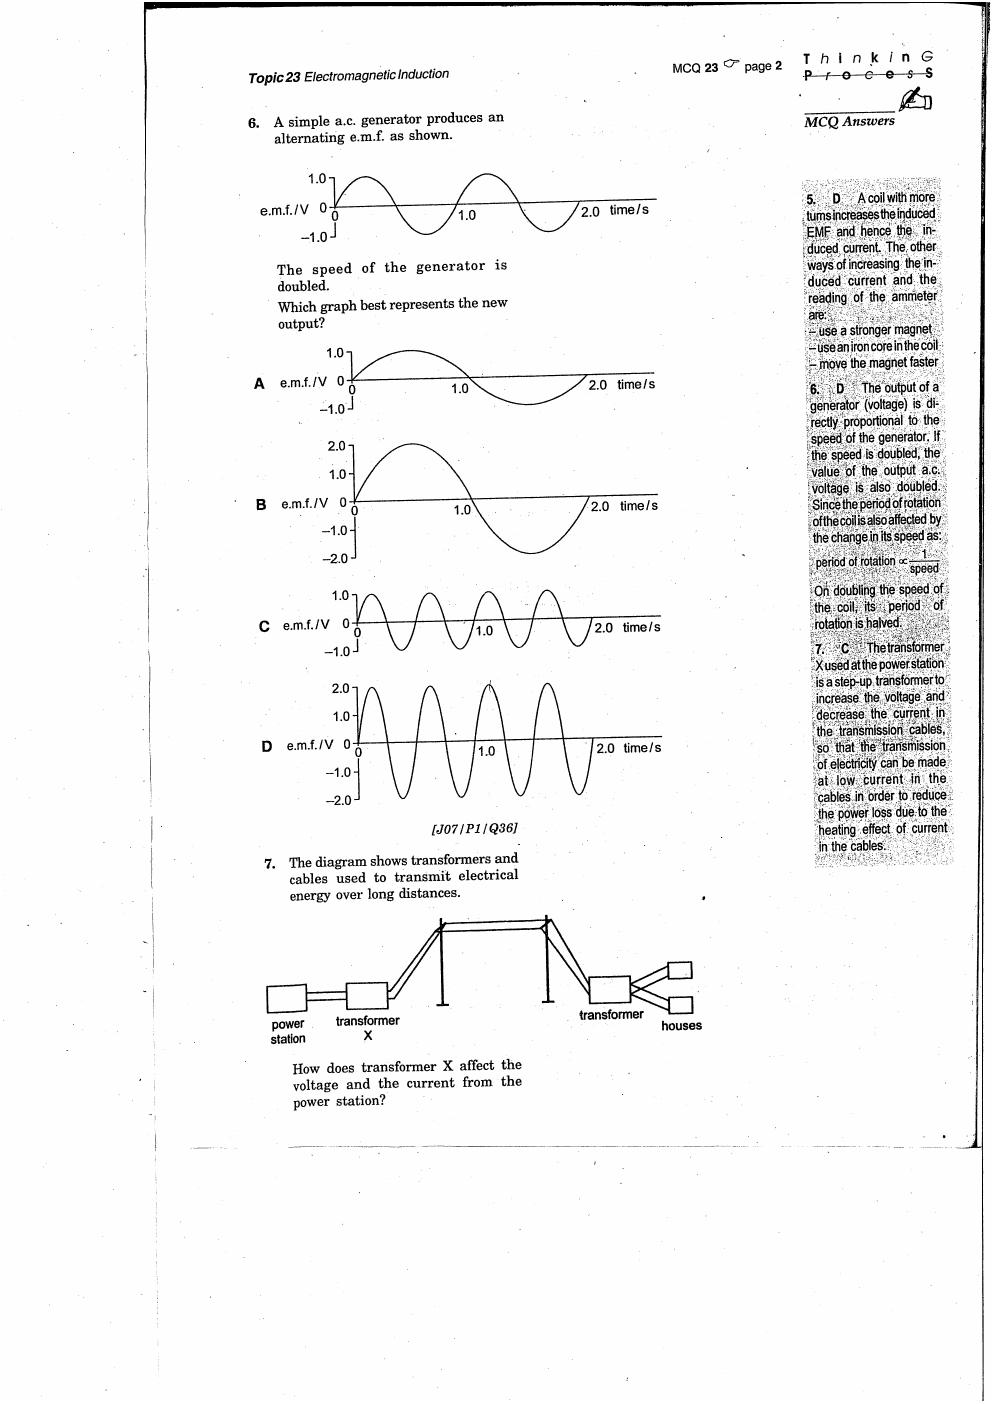 Topic 23 Electromagnetic Induction
MCQ 23 ☞ page 2
ThInkinG
ProcesS
MCQ Answers
6. A simple a.c. generator produces an
alternating e.m.f. as shown.
1.0
e.m.f./V 0
0
1.0
2.0 time/s
–1.0
The speed of the generator is
doubled.
Which graph best represents the new
output?
1.0
A e.m.f./V 0
0
1.0
2.0 time/s
–1.0
2.0
1.0
B e.m.f./V 0
0
1.0
2.0 time/s
–1.0
–2.0
1.0
C e.m.f./V 0
0
1.0
2.0 time/s
–1.0
2.0
1.0
D e.m.f./V 0
0
1.0
2.0 time/s
–1.0
–2.0
[J07/P1/Q36]
7. The diagram shows transformers and
cables used to transmit electrical
energy over long distances.
power
station
transformer
X
transformer
houses
How does transformer X affect the
voltage and the current from the
power station?
5. D A coil with more
turns increases the induced
EMF and hence the in-
duced current. The other
ways of increasing the in-
duced current and the
reading of the ammeter
are:
– use a stronger magnet
– use an iron core in the coil
– move the magnet faster
6. D The output of a
generator (voltage) is di-
rectly proportional to the
speed of the generator. If
the speed is doubled, the
value of the output a.c.
voltage is also doubled.
Since the period of rotation
of the coil is also affected by
the change in its speed as:
period of rotation ∝ 1/speed
On doubling the speed of
the coil, its period of
rotation is halved.
7. C The transformer
X used at the power station
is a step-up transformer to
increase the voltage and
decrease the current in
the transmission cables,
so that the transmission
of electricity can be made
at low current in the
cables in order to reduce
the power loss due to the
heating effect of current
in the cables.